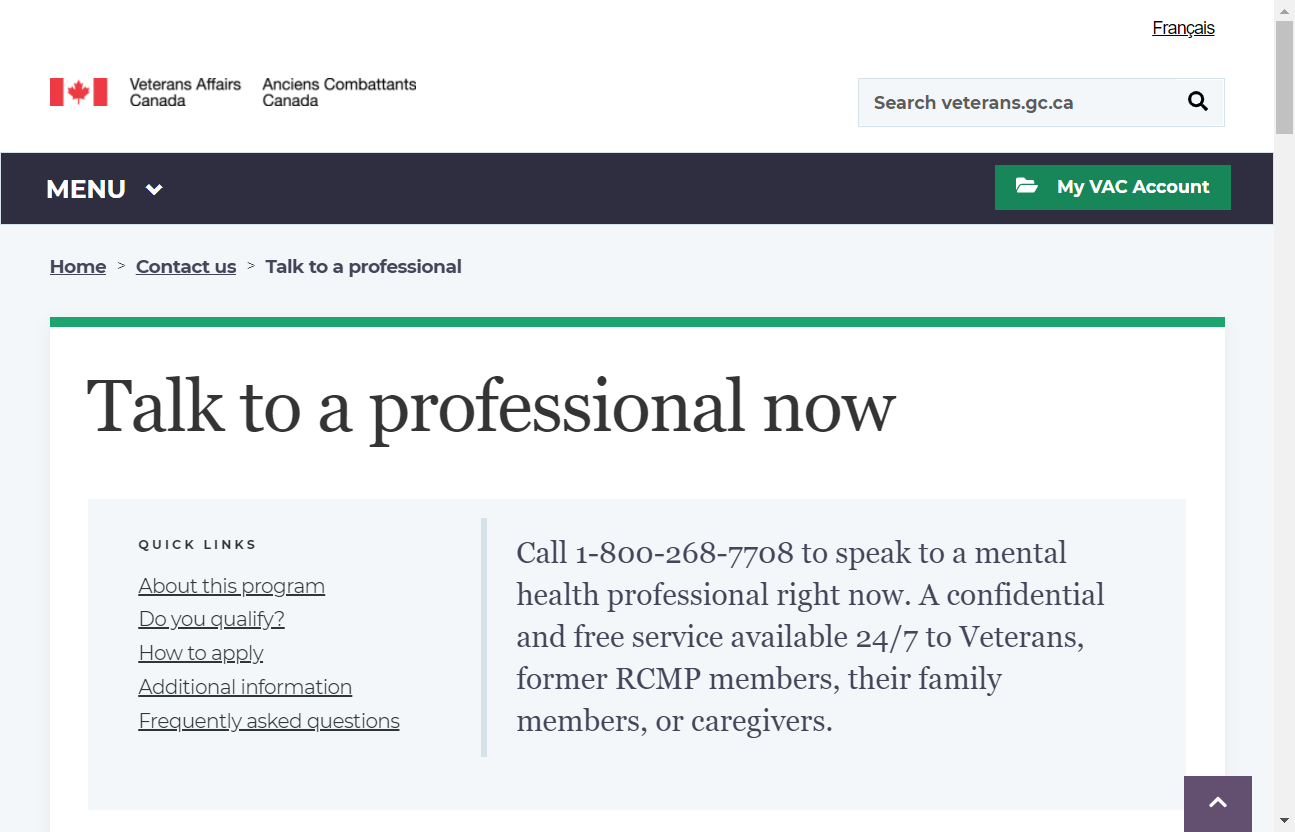 Français
Veterans Affairs Canada
Anciens Combattants Canada
Search veterans.gc.ca
MENU
My VAC Account
Home > Contact us > Talk to a professional
Talk to a professional now
QUICK LINKS
About this program
Do you qualify?
How to apply
Additional information
Frequently asked questions
Call 1-800-268-7708 to speak to a mental
health professional right now. A confidential
and free service available 24/7 to Veterans,
former RCMP members, their family
members, or caregivers.